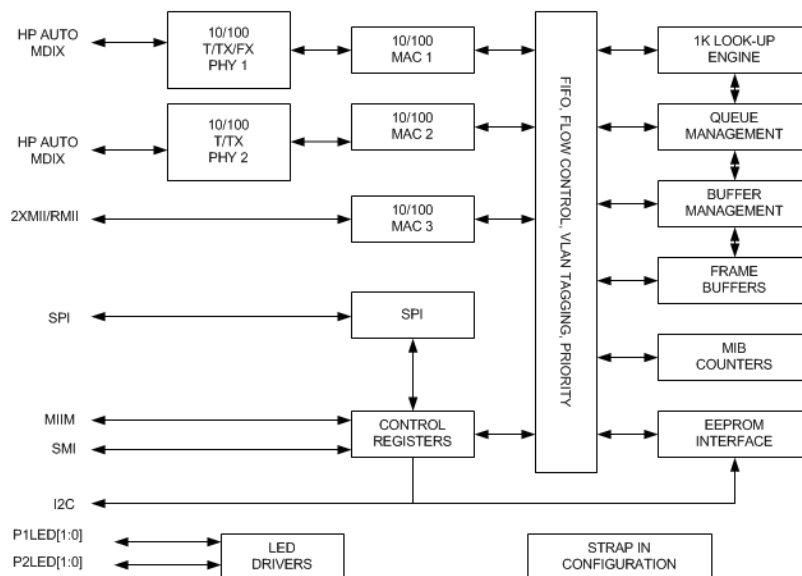 HP AUTO
MDIX
10/100
T/TX/FX
PHY 1
10/100
MAC 1
1K LOOK-UP
ENGINE
HP AUTO
MDIX
10/100
T/TX
PHY 2
10/100
MAC 2
QUEUE
MANAGEMENT
2XMII/RMII
10/100
MAC 3
BUFFER
MANAGEMENT
FIFO, FLOW CONTROL, VLAN TAGGING, PRIORITY
FRAME
BUFFERS
SPI
SPI
MIB
COUNTERS
MIIM
SMI
CONTROL
REGISTERS
EEPROM
INTERFACE
I2C
P1LED[1:0]
P2LED[1:0]
LED
DRIVERS
STRAP IN
CONFIGURATION